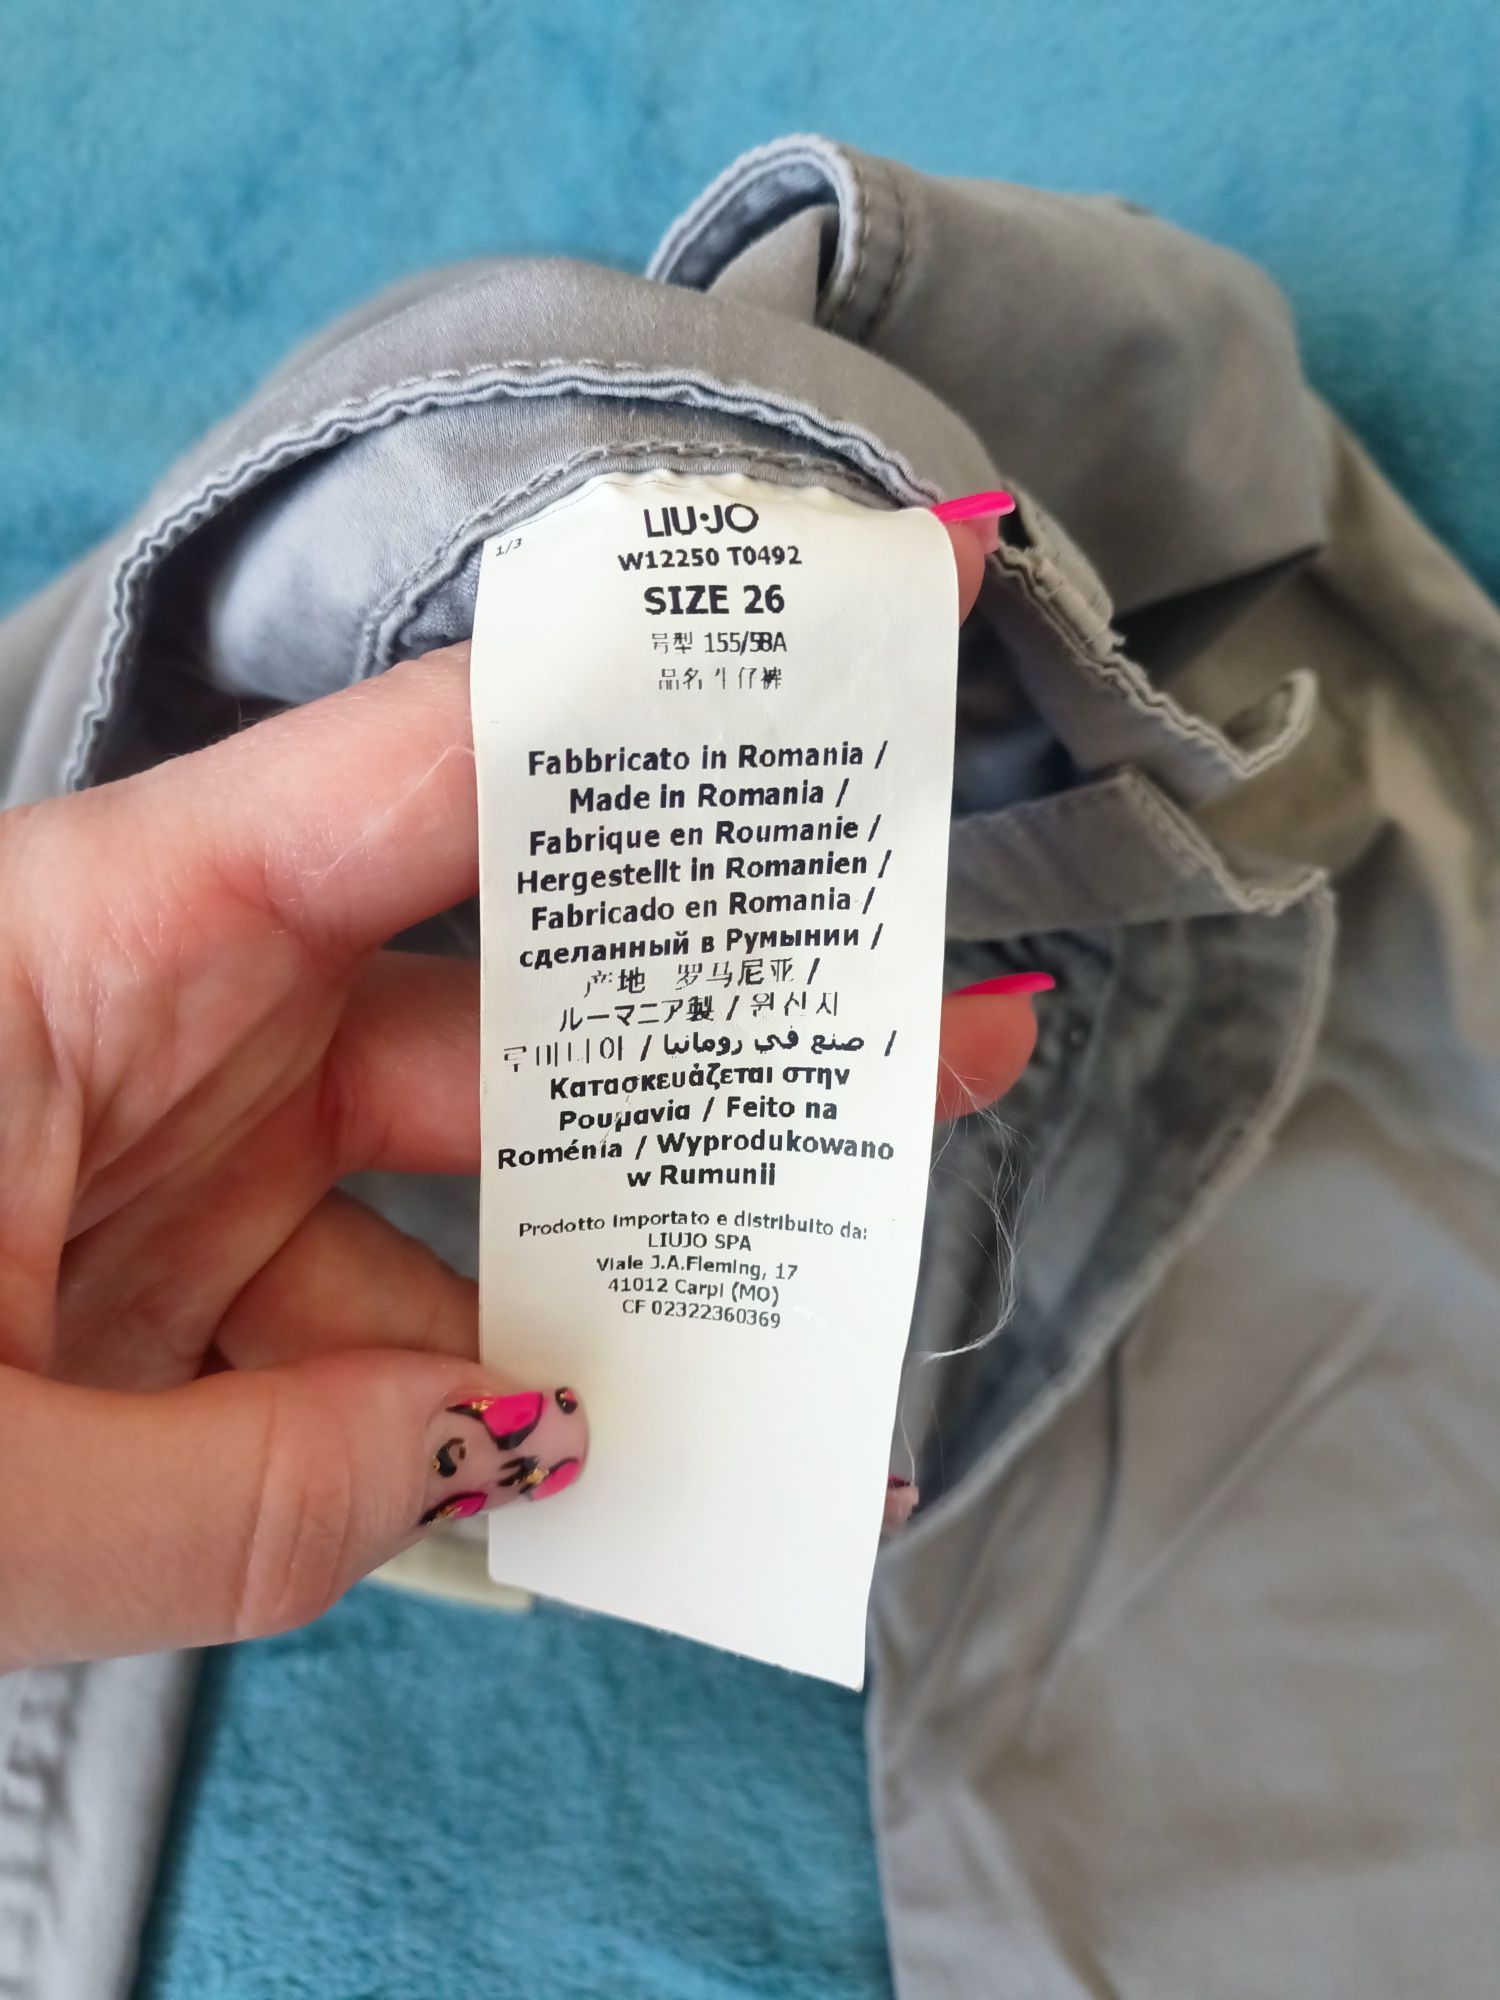 1/3
LIU·JO
W12250 T0492
SIZE 26
号型 155/58A
品名 牛仔裤
Fabbricato in Romania /
Made in Romania /
Fabrique en Roumanie /
Hergestellt in Romanien /
Fabricado en Romania /
сделанный в Румынии /
产地 罗马尼亚 /
ルーマニア製 / 원산지
루마니아 / صنع في رومانيا /
Κατασκευάζεται στην
Ρουμανια / Feito na
Roménia / Wyprodukowano
w Rumunii
Prodotto importato e distribuito da:
LIUJO SPA
Viale J.A.Fleming, 17
41012 Carpi (MO)
CF 02322360369